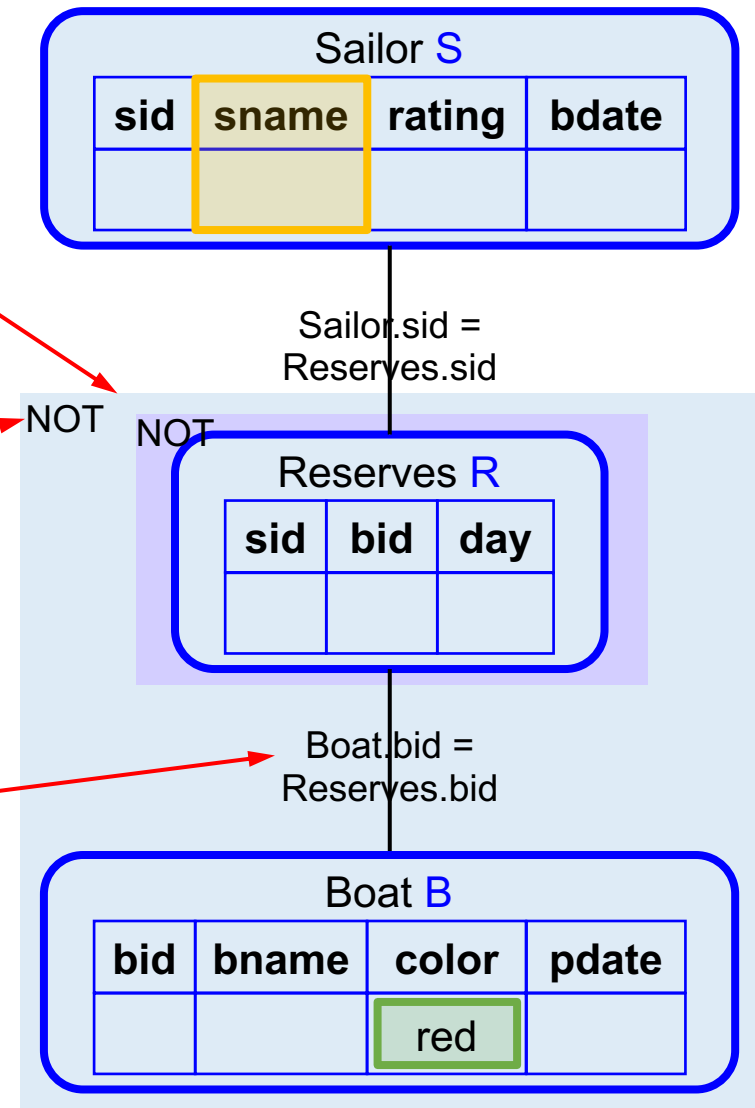 Sailor S
sid sname rating bdate
Sailor.sid =
Reserves.sid
NOT NOT
Reserves R
sid bid day
Boat.bid =
Reserves.bid
Boat B
bid bname color pdate
red